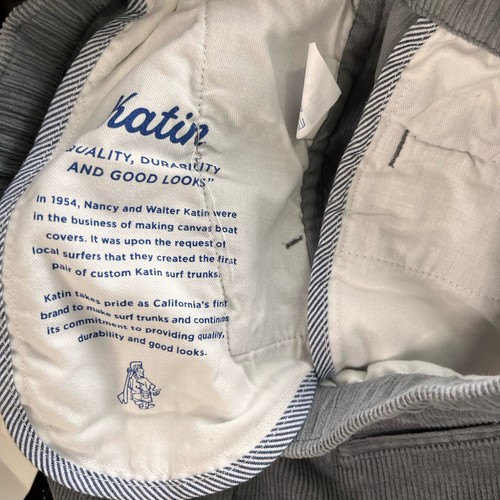 Katin
QUALITY, DURABILITY
AND GOOD LOOKS"
In 1954, Nancy and Walter Katin were
in the business of making canvas boat
covers. It was upon the request of
local surfers that they created the first
pair of custom Katin surf trunks.
Katin takes pride as California's first
brand to make surf trunks and continues
its commitment to providing quality,
durability and good looks.